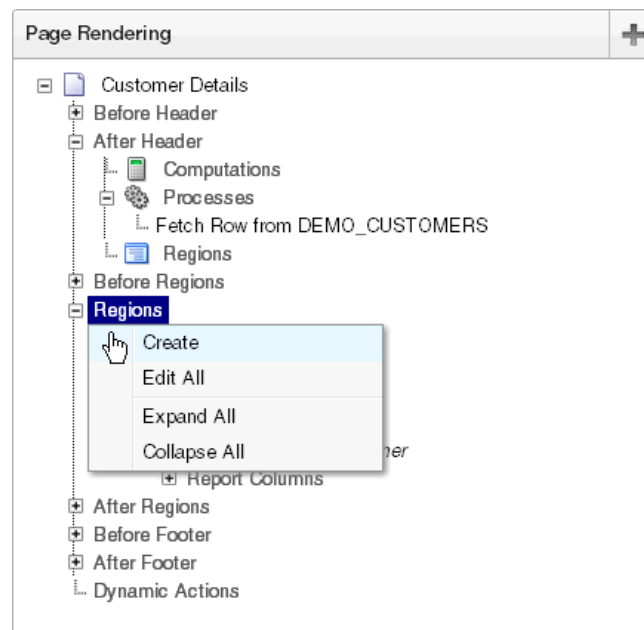 Page Rendering
Customer Details
Before Header
After Header
Computations
Processes
Fetch Row from DEMO_CUSTOMERS
Regions
Before Regions
Regions
Create
Edit All
Expand All
Collapse All
Report Columns
After Regions
Before Footer
After Footer
Dynamic Actions